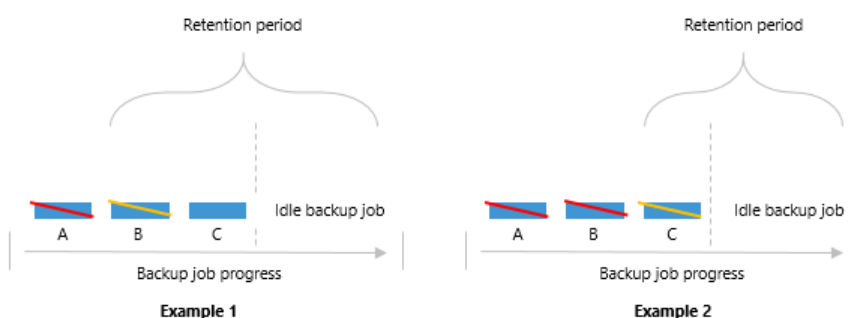 Retention period
Idle backup job
A B C
Backup job progress
Example 1
Retention period
Idle backup job
A B C
Backup job progress
Example 2